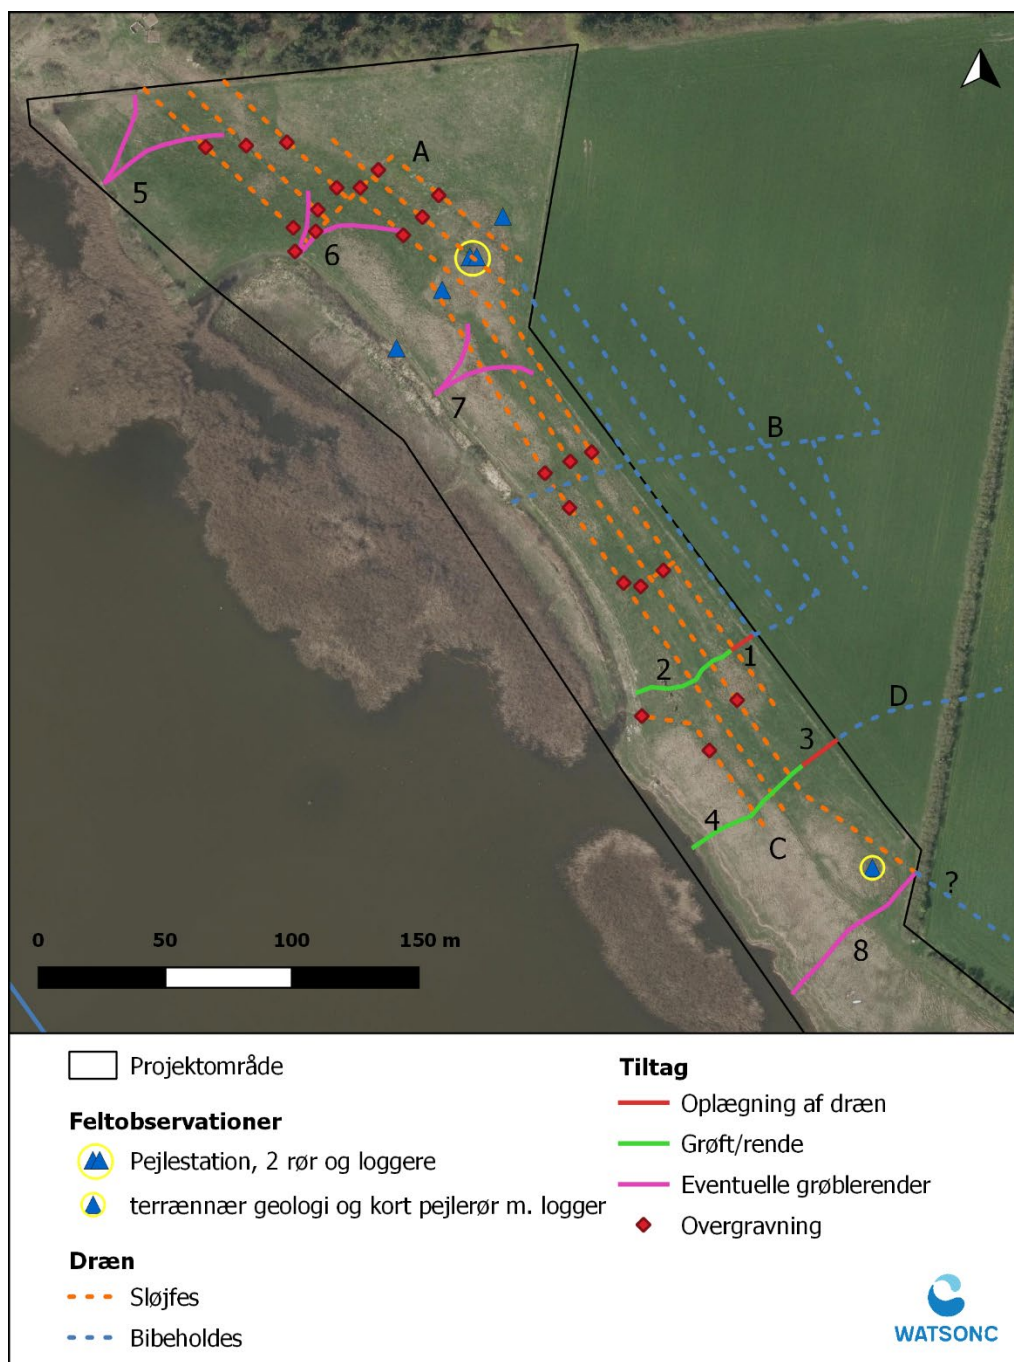 A
5
6
7
B
1
2
D
3
4
C
?
8
0 50 100 150 m
Projektområde
Feltobservationer
Pejlestation, 2 rør og loggere
terrænnær geologi og kort pejlerør m. logger
Dræn
Sløjfes
Bibeholdes
Tiltag
Oplægning af dræn
Grøft/rende
Eventuelle grøblerender
Overgravning
WATSONC